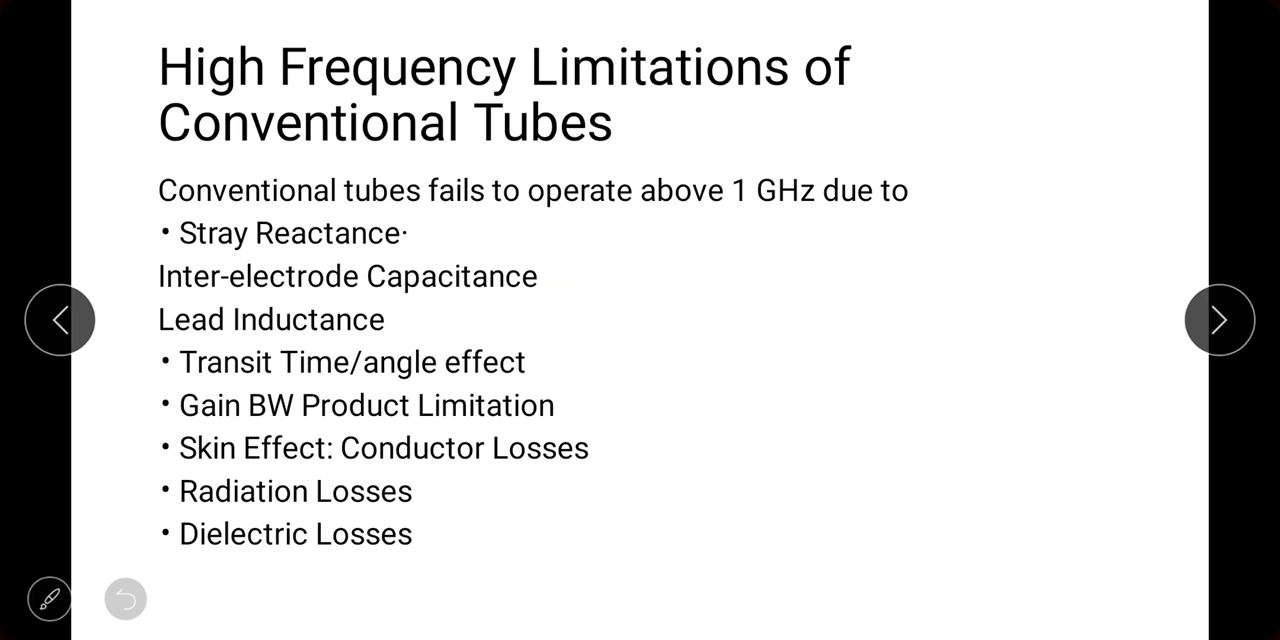 High Frequency Limitations of
Conventional Tubes
Conventional tubes fails to operate above 1 GHz due to
• Stray Reactance·
Inter-electrode Capacitance
Lead Inductance
• Transit Time/angle effect
• Gain BW Product Limitation
• Skin Effect: Conductor Losses
• Radiation Losses
• Dielectric Losses